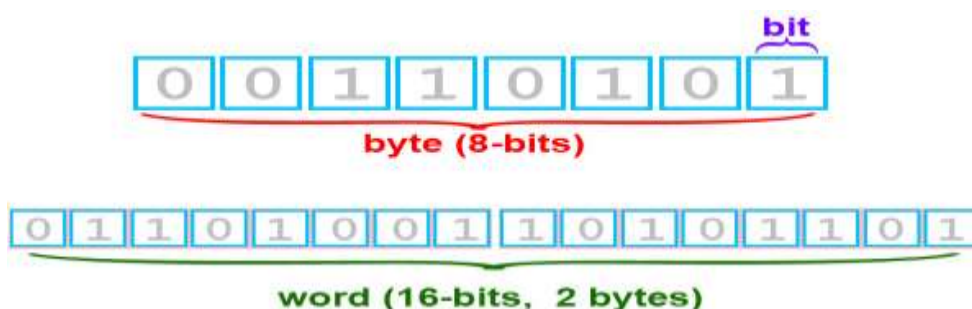 bit
0 0 1 1 0 1 0 1
byte (8-bits)
0 1 1 0 1 0 0 1 1 0 1 0 1 1 0 1
word (16-bits, 2 bytes)